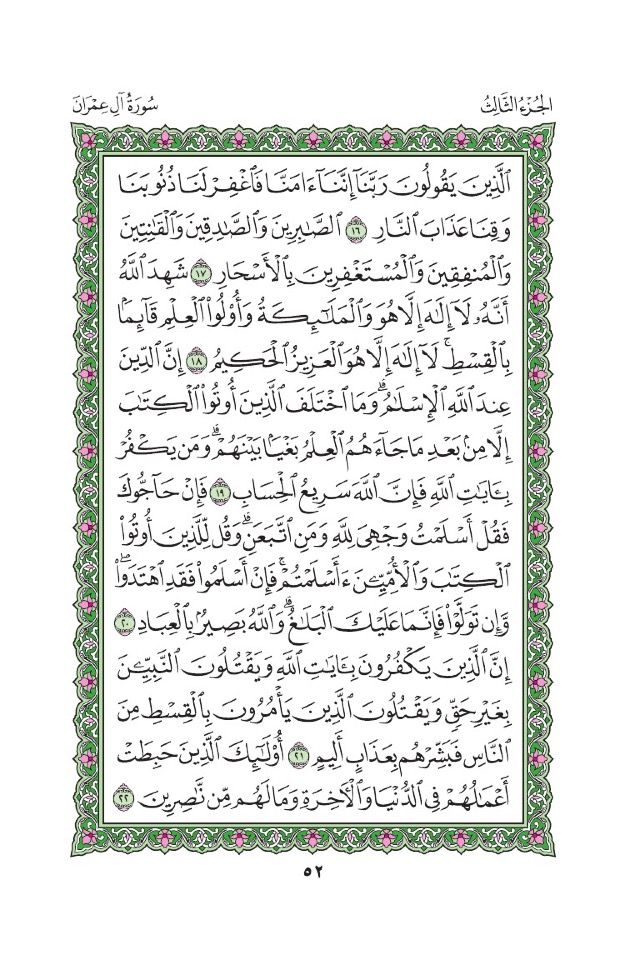 الجُزْءُ الثَّالِثُ
سُورَةُ آلِ عِمْرَانَ
ٱلَّذِينَ يَقُولُونَ رَبَّنَآ إِنَّنَآ ءَامَنَّا فَٱغْفِرْ لَنَا ذُنُوبَنَا
وَقِنَا عَذَابَ ٱلنَّارِ ١٦ ٱلصَّٰبِرِينَ وَٱلصَّٰدِقِينَ وَٱلْقَٰنِتِينَ
وَٱلْمُنفِقِينَ وَٱلْمُسْتَغْفِرِينَ بِٱلْأَسْحَارِ ١٧ شَهِدَ ٱللَّهُ
أَنَّهُۥ لَآ إِلَٰهَ إِلَّا هُوَ وَٱلْمَلَٰٓئِكَةُ وَأُو۟لُوا۟ ٱلْعِلْمِ قَآئِمًۢا
بِٱلْقِسْطِۚ لَآ إِلَٰهَ إِلَّا هُوَ ٱلْعَزِيزُ ٱلْحَكِيمُ ١٨ إِنَّ ٱلدِّينَ
عِندَ ٱللَّهِ ٱلْإِسْلَٰمُۗ وَمَا ٱخْتَلَفَ ٱلَّذِينَ أُوتُوا۟ ٱلْكِتَٰبَ
إِلَّا مِنۢ بَعْدِ مَا جَآءَهُمُ ٱلْعِلْمُ بَغْيًۢا بَيْنَهُمْۗ وَمَن يَكْفُرْ
بِـَٔايَٰتِ ٱللَّهِ فَإِنَّ ٱللَّهَ سَرِيعُ ٱلْحِسَابِ ١٩ فَإِنْ حَآجُّوكَ
فَقُلْ أَسْلَمْتُ وَجْهِىَ لِلَّهِ وَمَنِ ٱتَّبَعَنِۗ وَقُل لِّلَّذِينَ أُوتُوا۟
ٱلْكِتَٰبَ وَٱلْأُمِّيِّـۧنَ ءَأَسْلَمْتُمْۚ فَإِنْ أَسْلَمُوا۟ فَقَدِ ٱهْتَدَوا۟ۖ
وَّإِن تَوَلَّوْا۟ فَإِنَّمَا عَلَيْكَ ٱلْبَلَٰغُۗ وَٱللَّهُ بَصِيرٌۢ بِٱلْعِبَادِ ٢٠
إِنَّ ٱلَّذِينَ يَكْفُرُونَ بِـَٔايَٰتِ ٱللَّهِ وَيَقْتُلُونَ ٱلنَّبِيِّـۧنَ
بِغَيْرِ حَقٍّ وَيَقْتُلُونَ ٱلَّذِينَ يَأْمُرُونَ بِٱلْقِسْطِ مِنَ
ٱلنَّاسِ فَبَشِّرْهُم بِعَذَابٍ أَلِيمٍ ٢١ أُو۟لَٰٓئِكَ ٱلَّذِينَ حَبِطَتْ
أَعْمَٰلُهُمْ فِى ٱلدُّنْيَا وَٱلْأَخِرَةِ وَمَا لَهُم مِّن نَّٰصِرِينَ ٢٢
٥٢